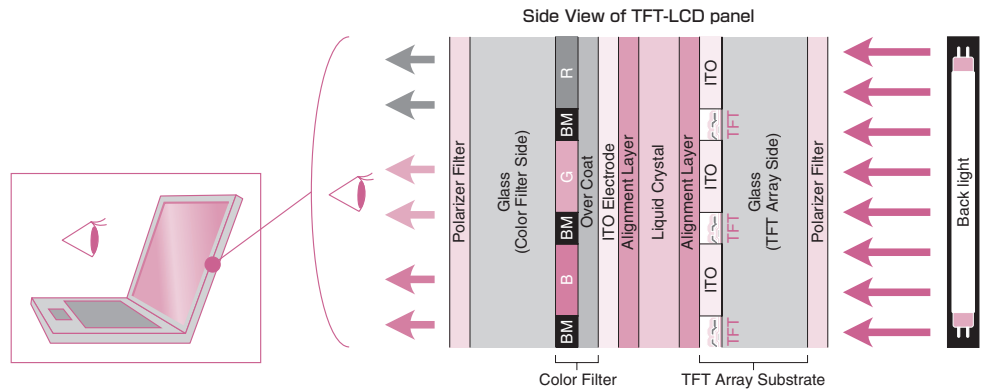 Side View of TFT-LCD panel
Polarizer Filter
Glass
(Color Filter Side)
R
BM
G
BM
B
BM
Over Coat
ITO Electrode
Alignment Layer
Liquid Crystal
Alignment Layer
ITO
TFT
ITO
TFT
ITO
TFT
Glass
(TFT Array Side)
Polarizer Filter
Back light
Color Filter
TFT Array Substrate